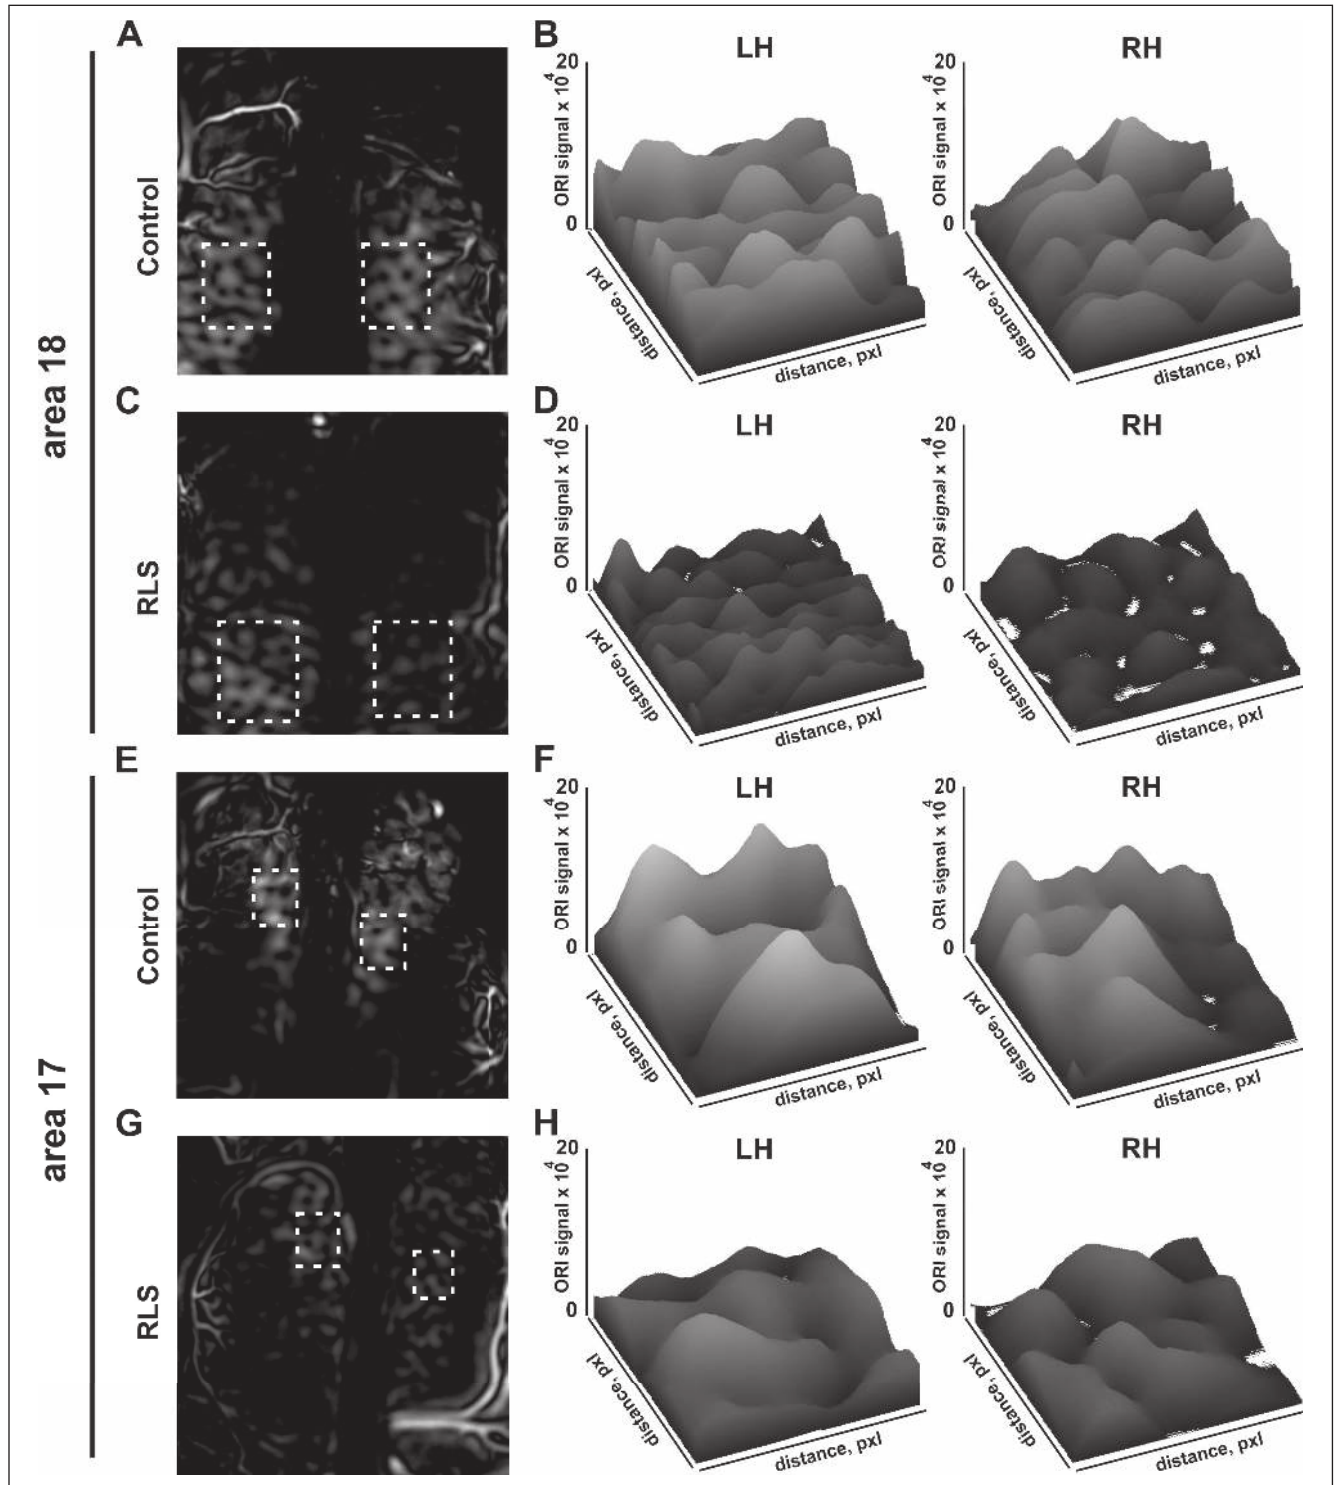 A
B
LH
RH
20
ORI signal x 10^4
0
distance, pxl
distance, pxl
20
ORI signal x 10^4
0
distance, pxl
distance, pxl
Control
area 18
C
D
LH
RH
20
ORI signal x 10^4
0
distance, pxl
distance, pxl
20
ORI signal x 10^4
0
distance, pxl
distance, pxl
RLS
E
F
LH
RH
20
ORI signal x 10^4
0
distance, pxl
distance, pxl
20
ORI signal x 10^4
0
distance, pxl
distance, pxl
Control
area 17
G
H
LH
RH
20
ORI signal x 10^4
0
distance, pxl
distance, pxl
20
ORI signal x 10^4
0
distance, pxl
distance, pxl
RLS